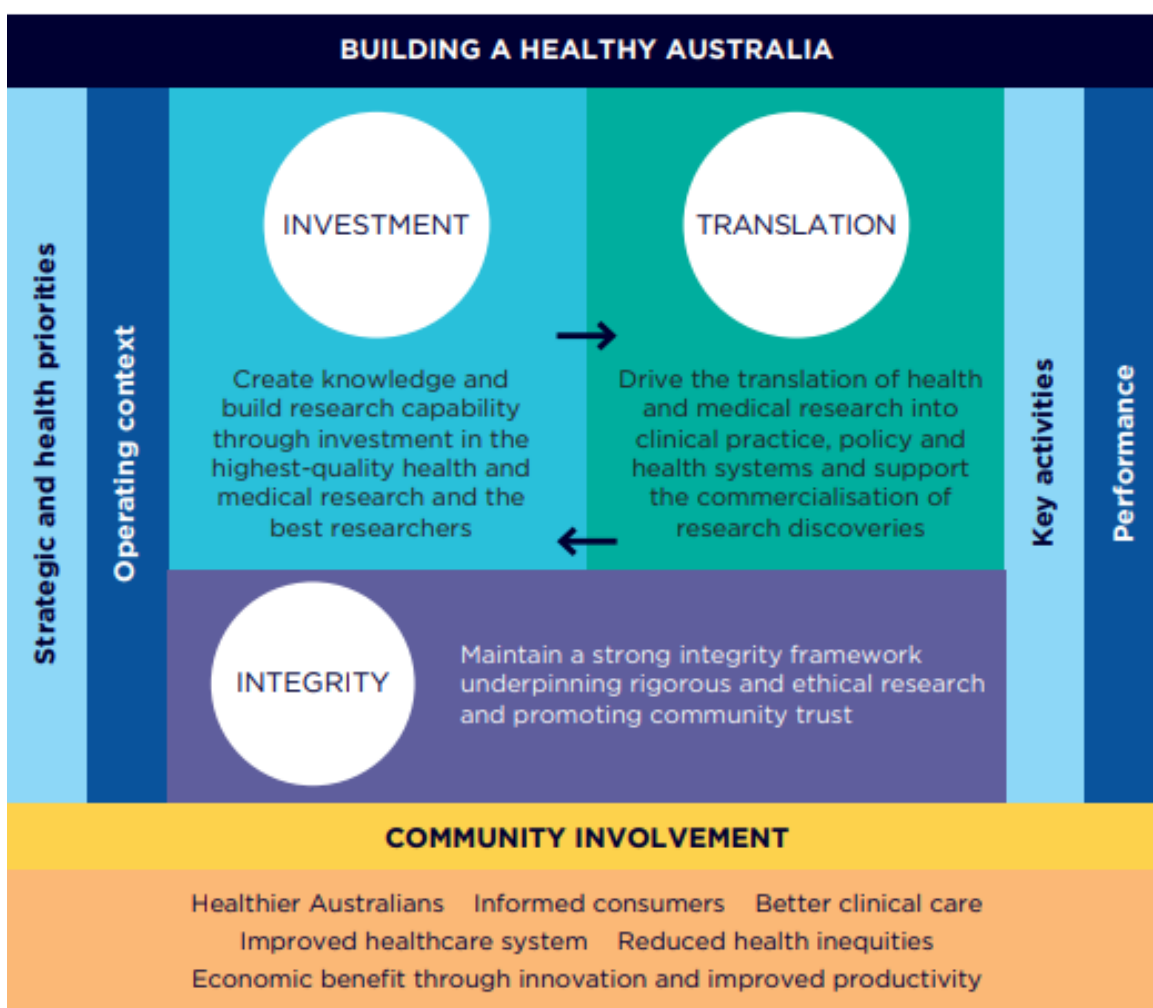 BUILDING A HEALTHY AUSTRALIA
Strategic and health priorities
Operating context
INVESTMENT
Create knowledge and
build research capability
through investment in the
highest-quality health and
medical research and the
best researchers
TRANSLATION
Drive the translation of health
and medical research into
clinical practice, policy and
health systems and support
the commercialisation of
research discoveries
INTEGRITY
Maintain a strong integrity framework
underpinning rigorous and ethical research
and promoting community trust
Key activities
Performance
COMMUNITY INVOLVEMENT
Healthier Australians Informed consumers Better clinical care
Improved healthcare system Reduced health inequities
Economic benefit through innovation and improved productivity